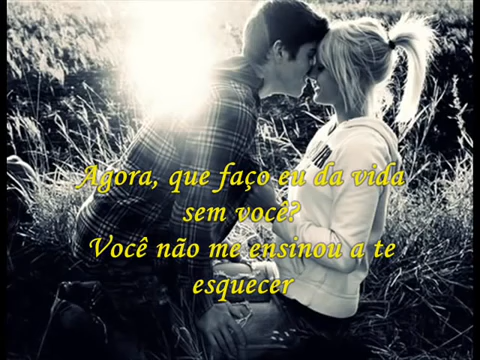 Agora, que faço eu da vida
sem você?
Você não me ensinou a te
esquecer